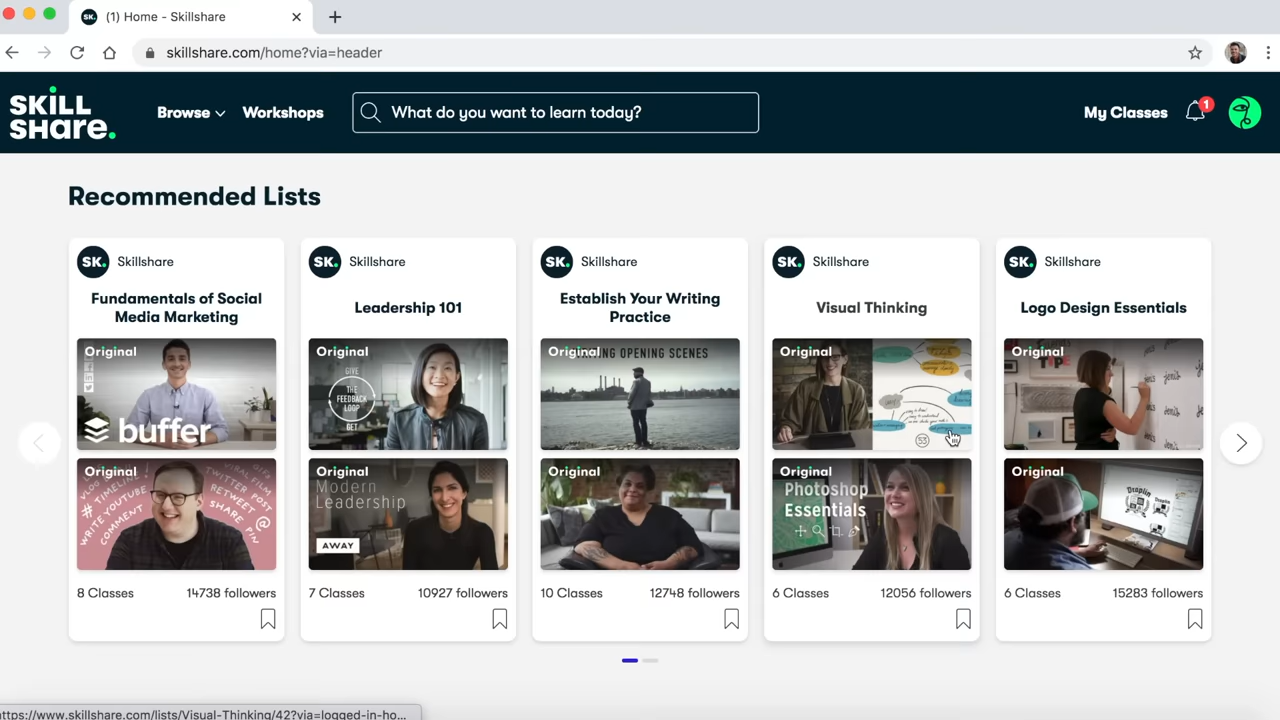 SK. (1) Home - Skillshare
skillshare.com/home?via=header
SKILL
SHARe.
Browse
Workshops
What do you want to learn today?
My Classes
1
Recommended Lists
SK. Skillshare
Fundamentals of Social
Media Marketing
Original
buffer
Original
8 Classes 14738 followers
SK. Skillshare
Leadership 101
Original
GIVE
THE
FEEDBACK
LOOP
GET
Original
Modern
Leadership
AWAY
7 Classes 10927 followers
SK. Skillshare
Establish Your Writing
Practice
Original
OPENING SCENES
Original
10 Classes 12748 followers
SK. Skillshare
Visual Thinking
Original
Original
Photoshop
Essentials
6 Classes 12056 followers
SK. Skillshare
Logo Design Essentials
Original
Original
6 Classes 15283 followers
https://www.skillshare.com/lists/Visual-Thinking/42?via=logged-in-ho...